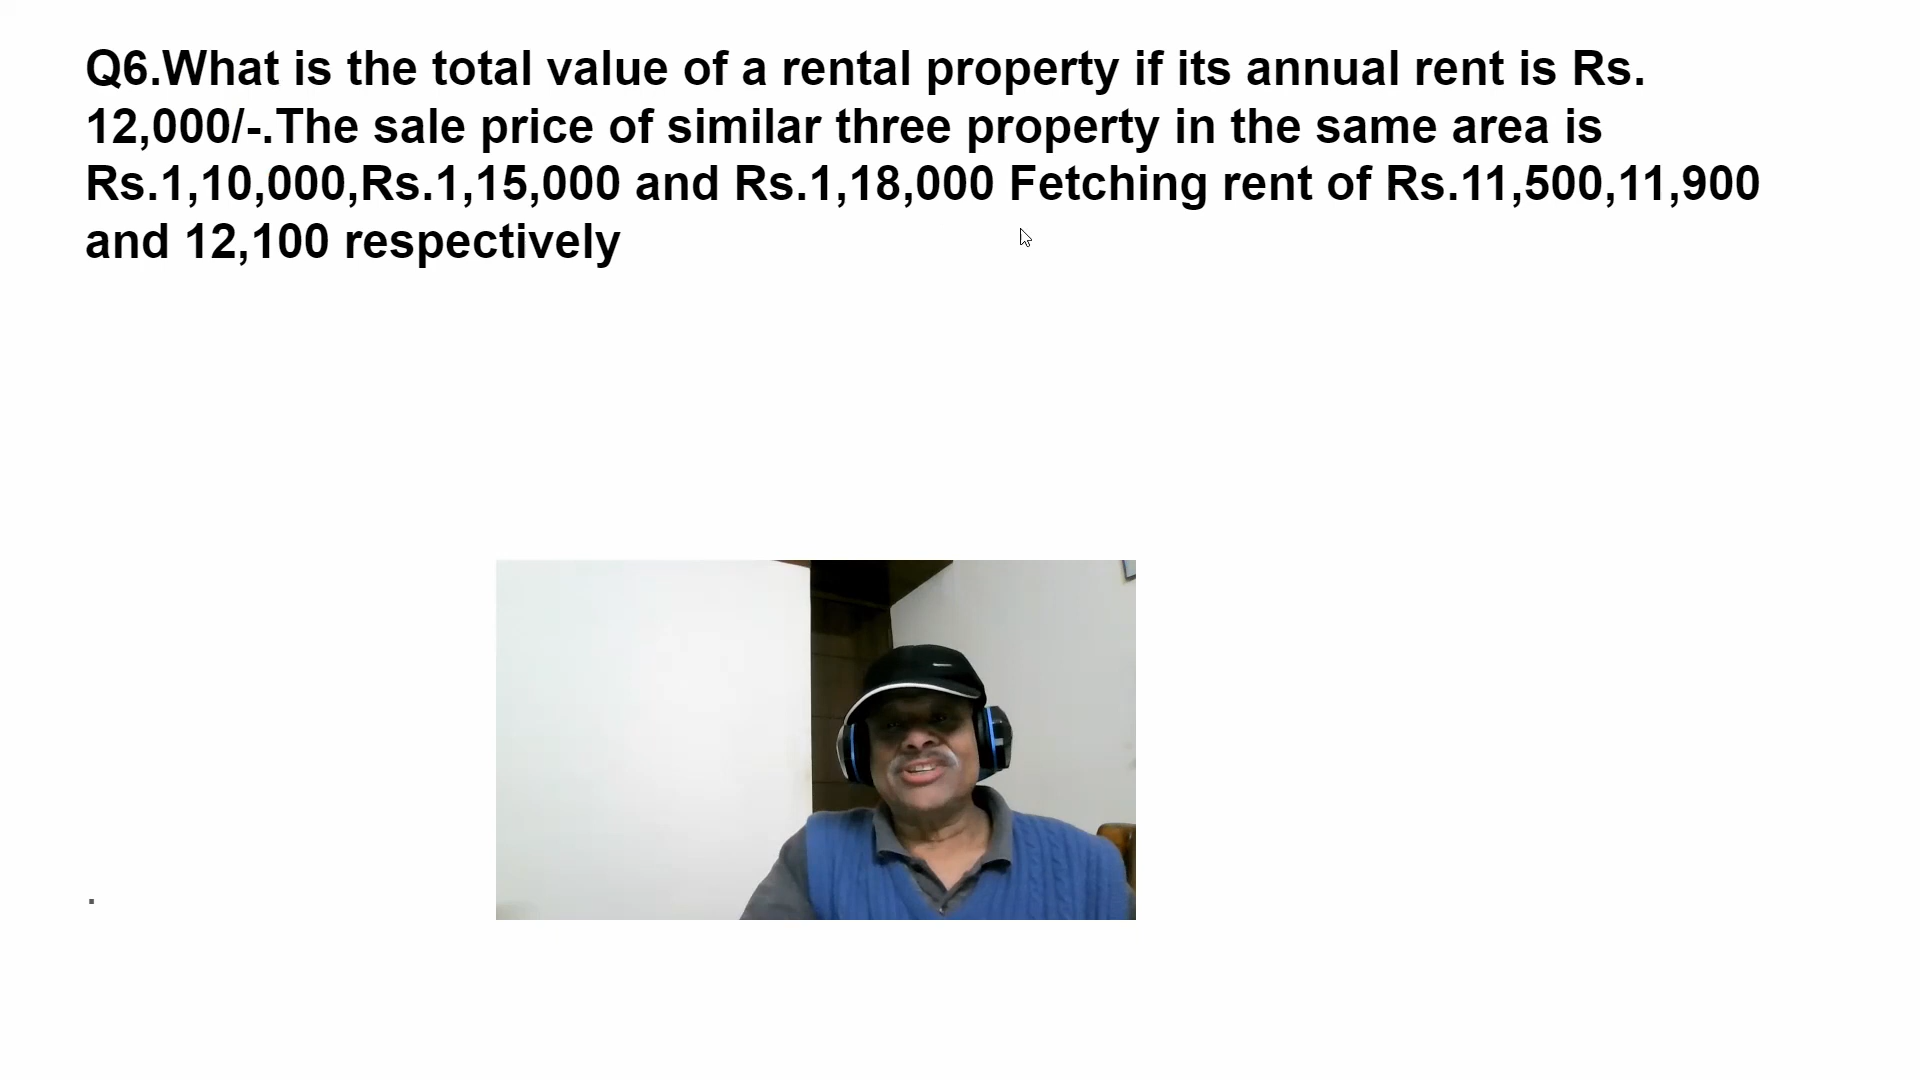 Q6.What is the total value of a rental property if its annual rent is Rs.
12,000/-.The sale price of similar three property in the same area is
Rs.1,10,000,Rs.1,15,000 and Rs.1,18,000 Fetching rent of Rs.11,500,11,900
and 12,100 respectively
.